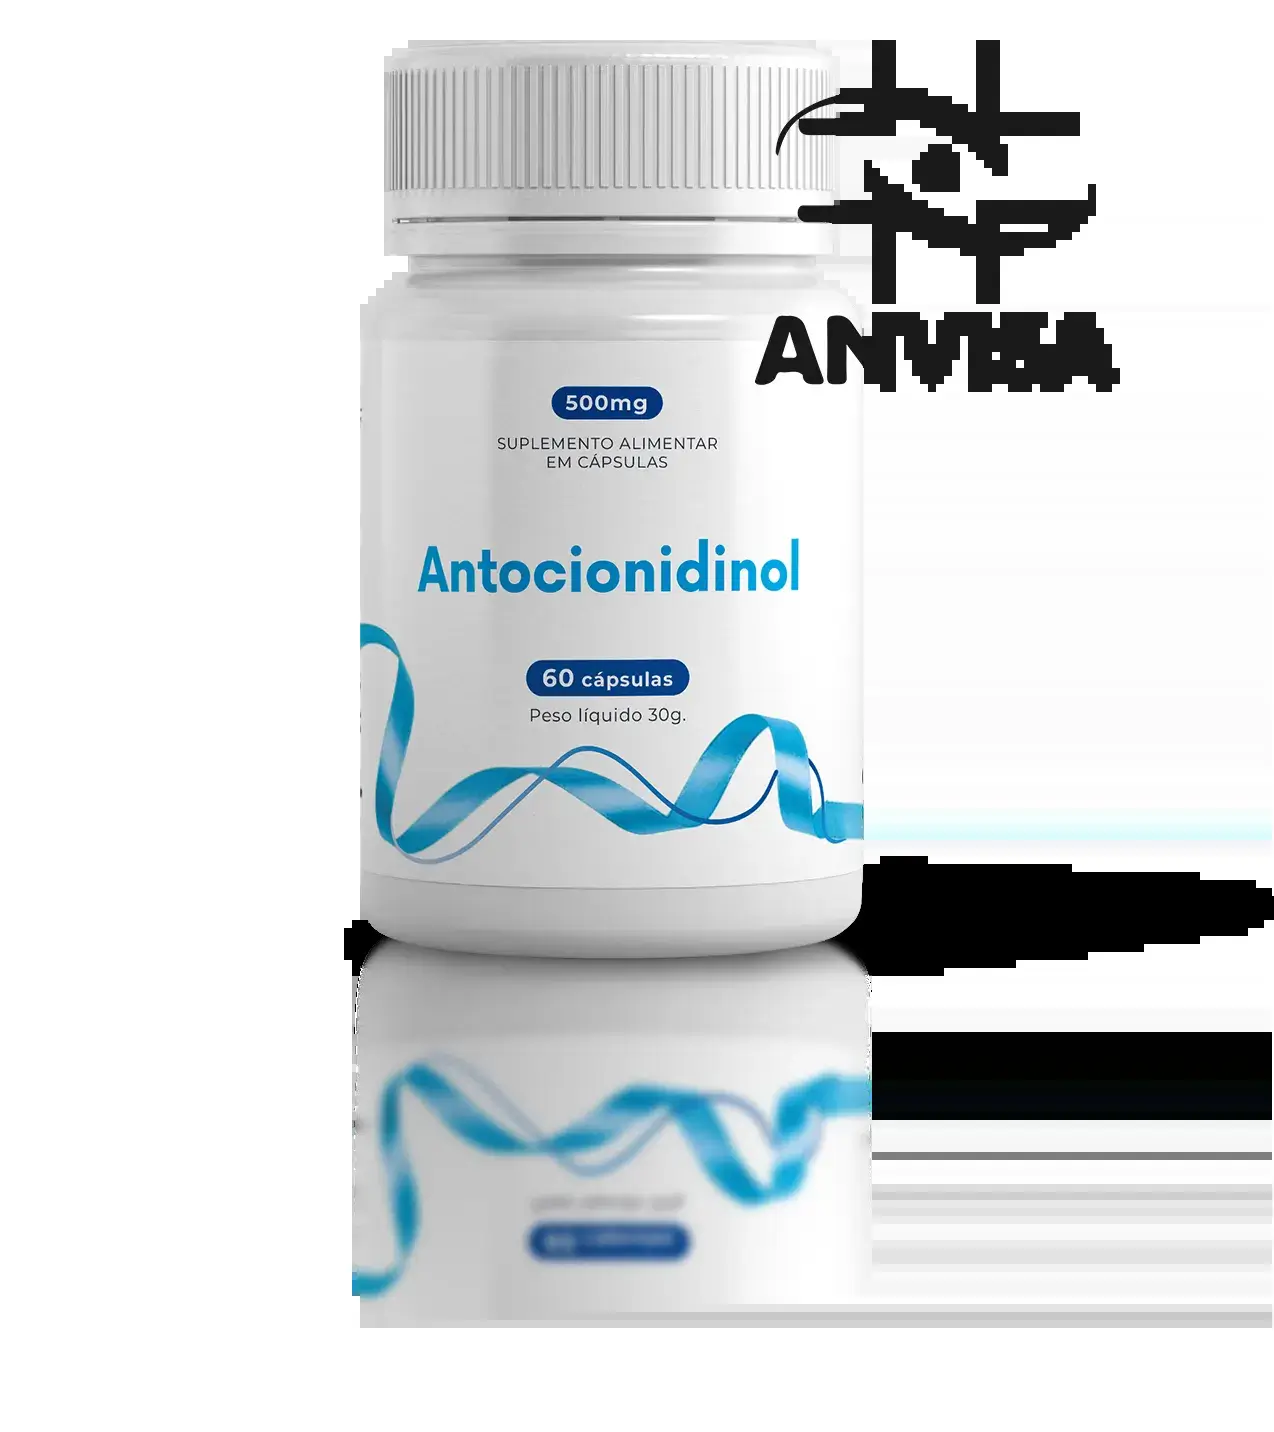 ANVISA
500mg
SUPLEMENTO ALIMENTAR
EM CÁPSULAS
Antocionidinol
60 cápsulas
Peso líquido 30g.